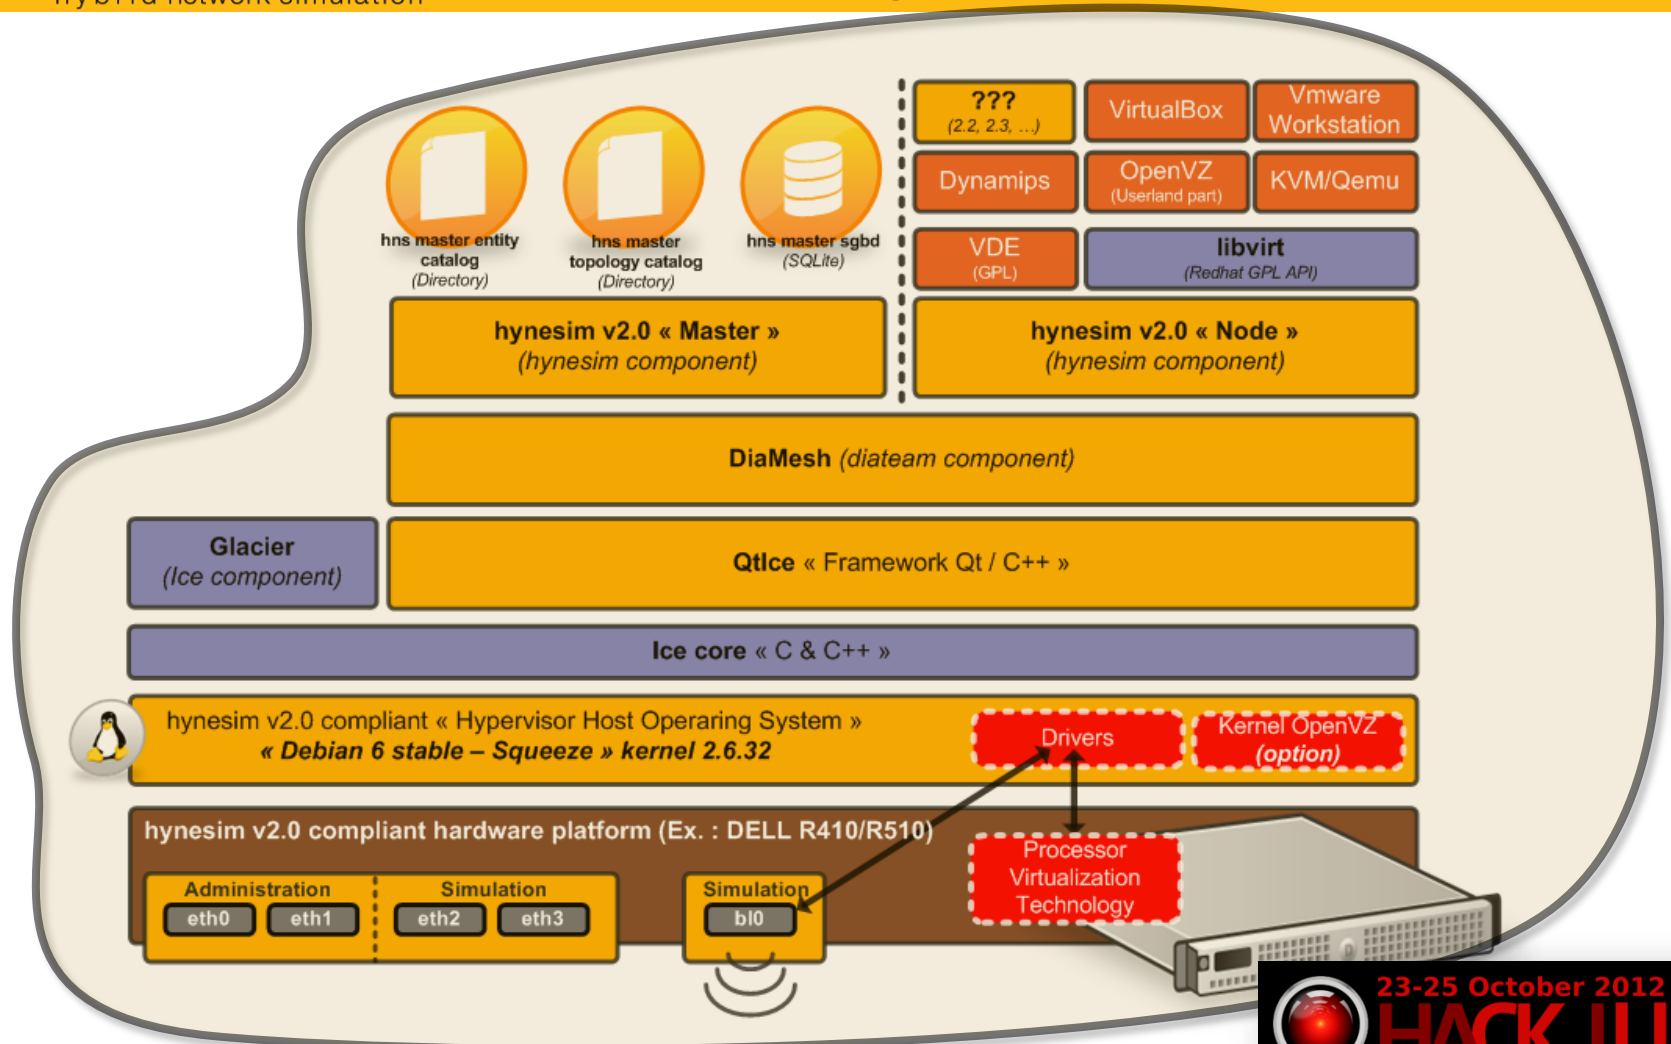 hybrid network simulation
???
(2.2, 2.3, ...)
VirtualBox
Vmware
Workstation
Dynamips
OpenVZ
(Userland part)
KVM/Qemu
hns master entity
catalog
(Directory)
hns master
topology catalog
(Directory)
hns master sgbd
(SQLite)
VDE
(GPL)
libvirt
(Redhat GPL API)
hynesim v2.0 « Master »
(hynesim component)
hynesim v2.0 « Node »
(hynesim component)
DiaMesh (diateam component)
Glacier
(Ice component)
QtIce « Framework Qt / C++ »
Ice core « C & C++ »
hynesim v2.0 compliant « Hypervisor Host Operaring System »
« Debian 6 stable – Squeeze » kernel 2.6.32
Drivers
Kernel OpenVZ
(option)
hynesim v2.0 compliant hardware platform (Ex. : DELL R410/R510)
Processor
Virtualization
Technology
Administration
Simulation
Simulation
eth0
eth1
eth2
eth3
bl0
23-25 October 2012
HACK.LU